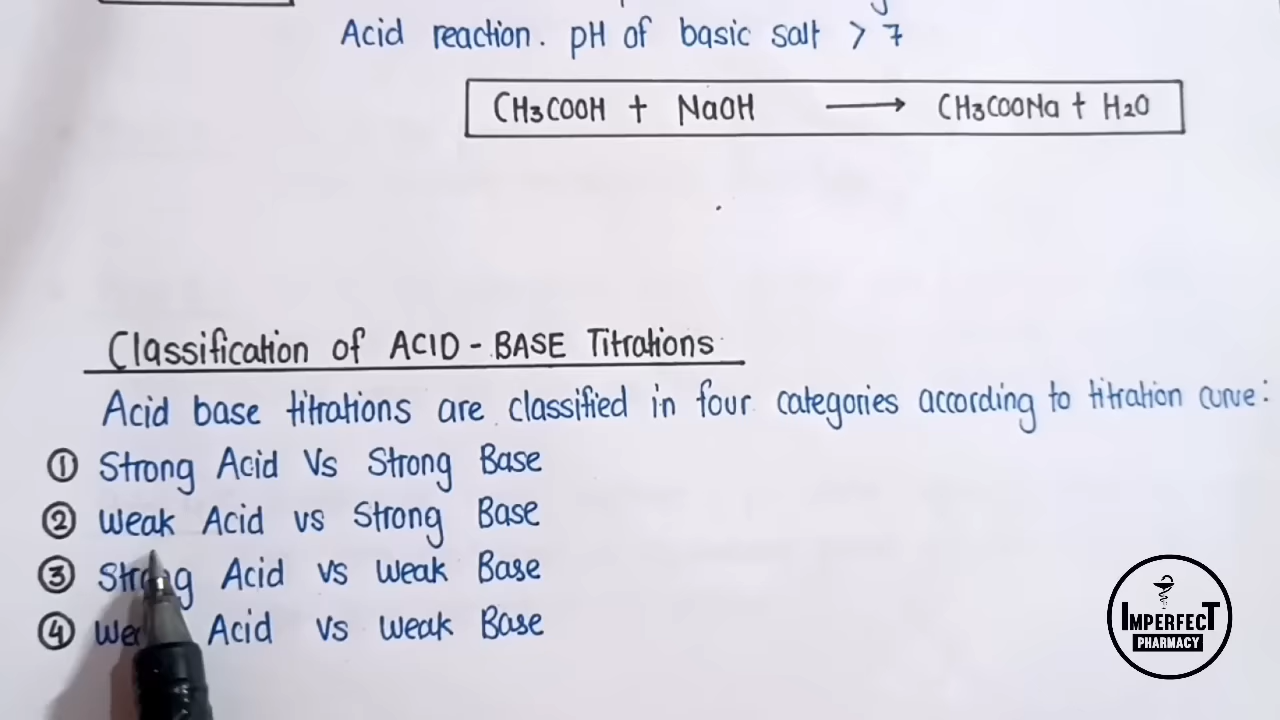 Acid reaction. pH of basic salt > 7
CH3COOH + NaOH ⟶ CH3COONa + H2O
Classification of ACID - BASE Titrations
Acid base titrations are classified in four categories according to titration curve:
① Strong Acid Vs Strong Base
② Weak Acid vs Strong Base
③ Strong Acid vs Weak Base
④ Weak Acid vs Weak Base
IMPERFECT
PHARMACY